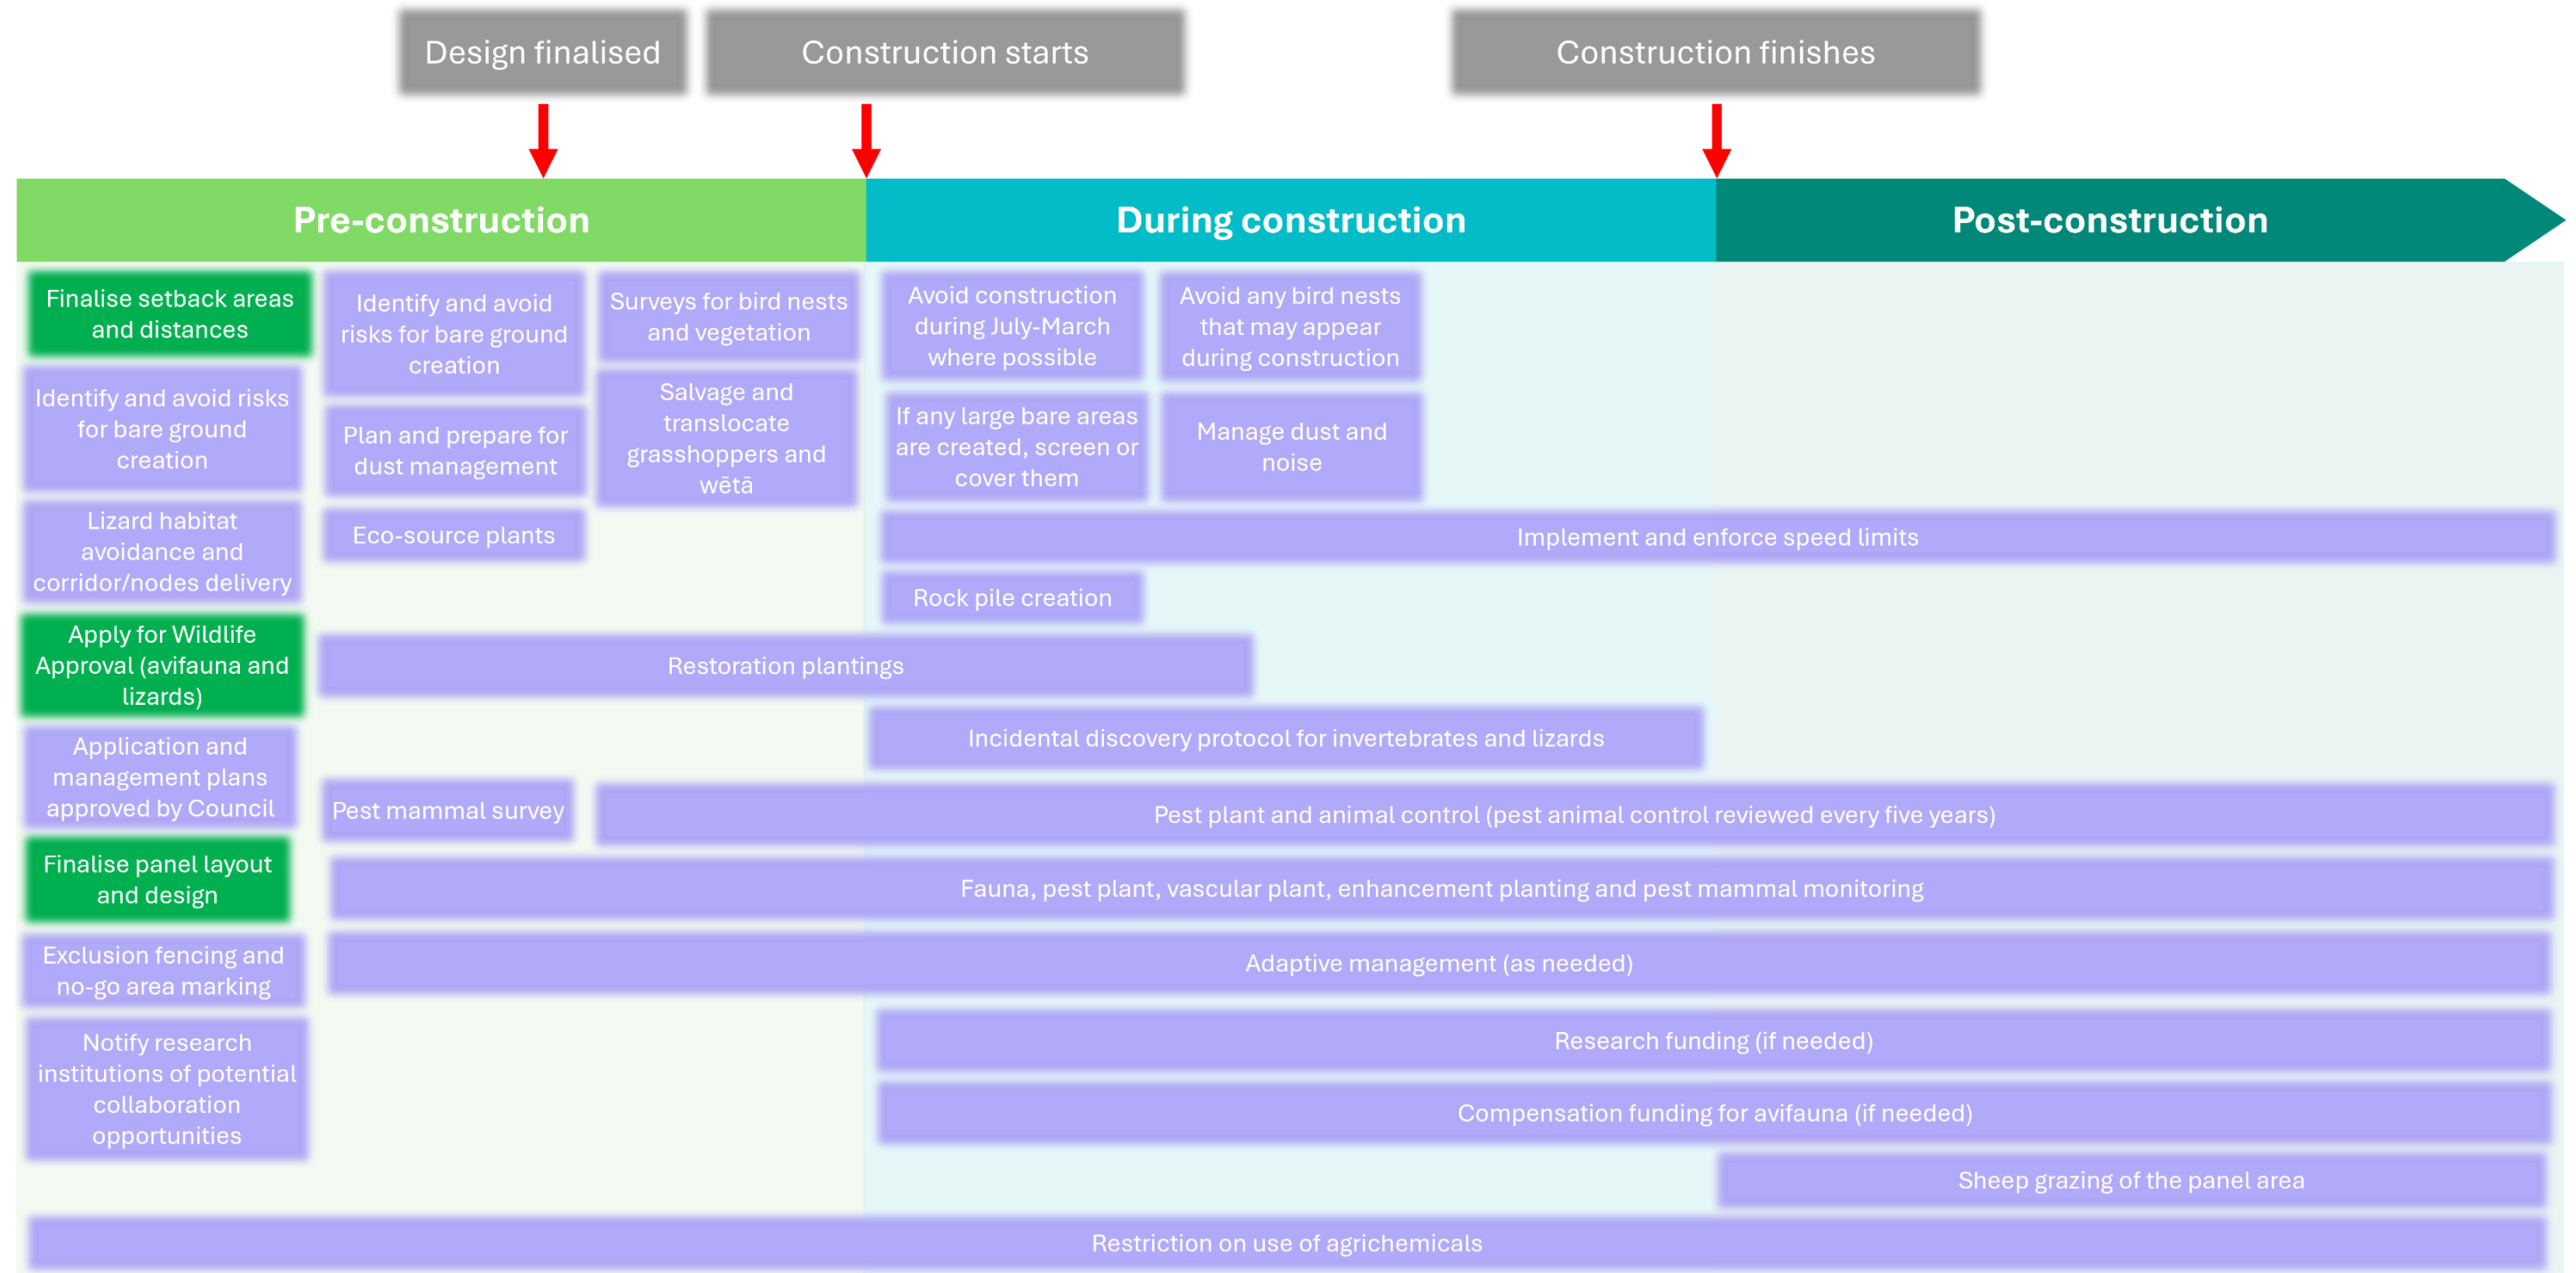 Design finalised
Construction starts
Construction finishes
Pre-construction
During construction
Post-construction
Finalise setback areas
and distances
Identify and avoid risks
for bare ground
creation
Lizard habitat
avoidance and
corridor/nodes delivery
Apply for Wildlife
Approval (avifauna and
lizards)
Application and
management plans
approved by Council
Finalise panel layout
and design
Exclusion fencing and
no-go area marking
Notify research
institutions of potential
collaboration
opportunities
Identify and avoid
risks for bare ground
creation
Plan and prepare for
dust management
Eco-source plants
Surveys for bird nests
and vegetation
Salvage and
translocate
grasshoppers and
wētā
Avoid construction
during July-March
where possible
Avoid any bird nests
that may appear
during construction
If any large bare areas
are created, screen or
cover them
Manage dust and
noise
Implement and enforce speed limits
Rock pile creation
Restoration plantings
Incidental discovery protocol for invertebrates and lizards
Pest mammal survey
Pest plant and animal control (pest animal control reviewed every five years)
Fauna, pest plant, vascular plant, enhancement planting and pest mammal monitoring
Adaptive management (as needed)
Research funding (if needed)
Compensation funding for avifauna (if needed)
Sheep grazing of the panel area
Restriction on use of agrichemicals